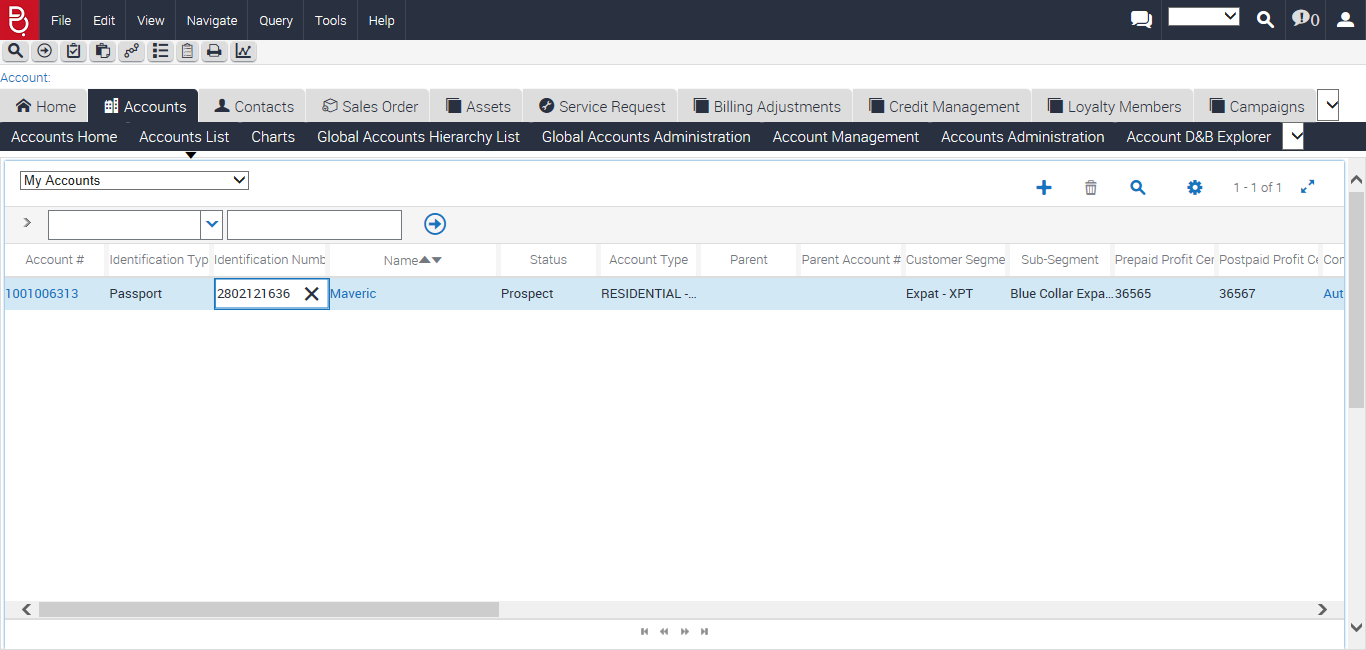 File Edit View Navigate Query Tools Help 0
Account:
Home Accounts Contacts Sales Order Assets Service Request Billing Adjustments Credit Management Loyalty Members Campaigns
Accounts Home Accounts List Charts Global Accounts Hierarchy List Global Accounts Administration Account Management Accounts Administration Account D&B Explorer
My Accounts 1 - 1 of 1
Account # Identification Typ Identification Numb Name Status Account Type Parent Parent Account # Customer Segme Sub-Segment Prepaid Profit Cer Postpaid Profit Ce Con
1001006313 Passport 2802121636 Maveric Prospect RESIDENTIAL -... Expat - XPT Blue Collar Expa... 36565 36567 Aut